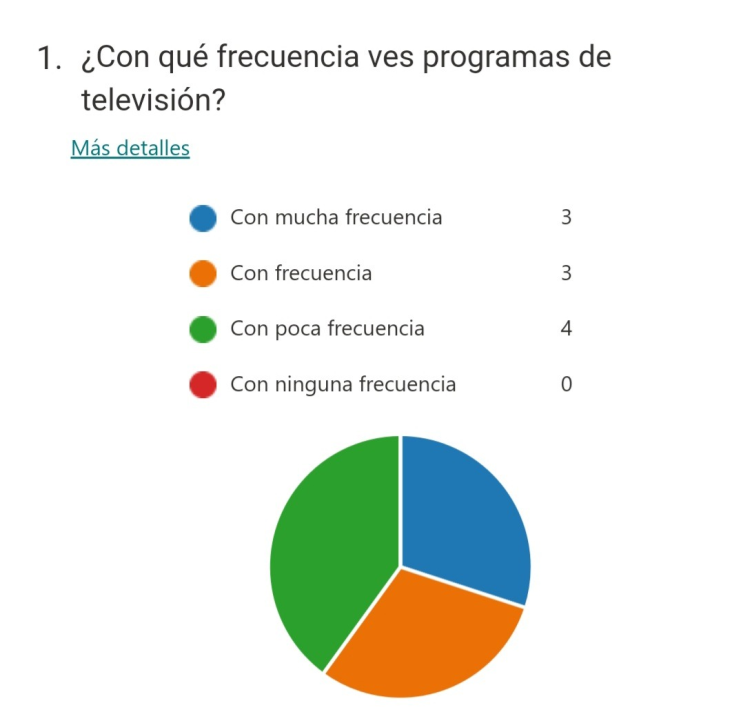 1. ¿Con qué frecuencia ves programas de
televisión?
Más detalles
Con mucha frecuencia 3
Con frecuencia 3
Con poca frecuencia 4
Con ninguna frecuencia 0